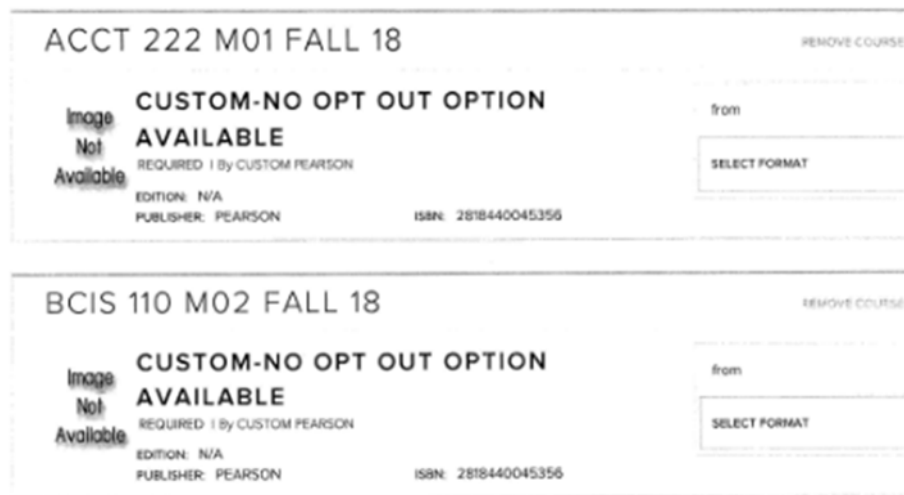 ACCT 222 M01 FALL 18
REMOVE COURSE
Image
Not
Available
CUSTOM-NO OPT OUT OPTION
AVAILABLE
REQUIRED | By CUSTOM PEARSON
EDITION: N/A
PUBLISHER: PEARSON ISBN: 2818440045356
from
SELECT FORMAT
BCIS 110 M02 FALL 18
REMOVE COURSE
Image
Not
Available
CUSTOM-NO OPT OUT OPTION
AVAILABLE
REQUIRED | By CUSTOM PEARSON
EDITION: N/A
PUBLISHER: PEARSON ISBN: 2818440045356
from
SELECT FORMAT